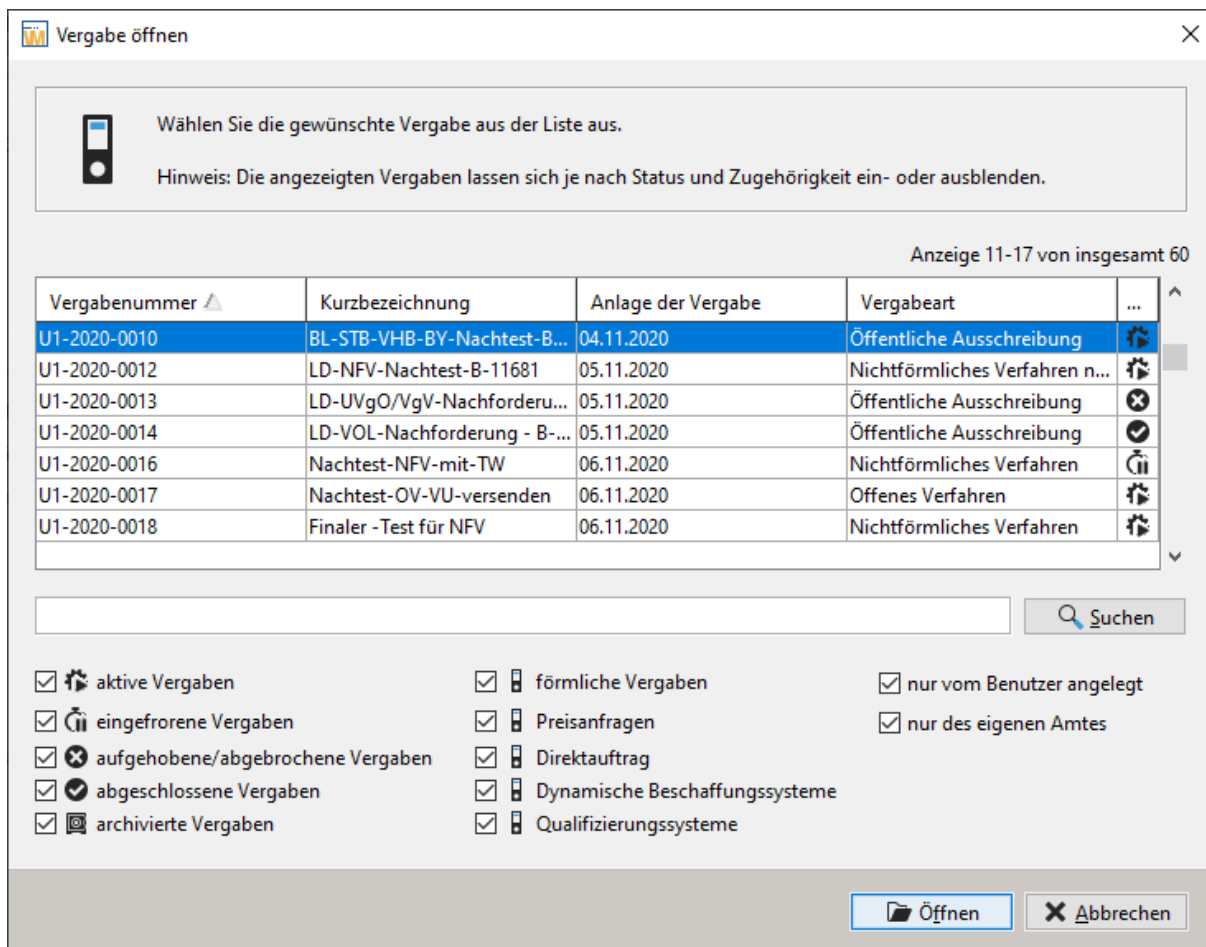 Vergabe öffnen
Wählen Sie die gewünschte Vergabe aus der Liste aus.
Hinweis: Die angezeigten Vergaben lassen sich je nach Status und Zugehörigkeit ein- oder ausblenden.
Anzeige 11-17 von insgesamt 60
Vergabenummer Kurzbezeichnung Anlage der Vergabe Vergabeart ...
U1-2020-0010 BL-STB-VHB-BY-Nachtest-B... 04.11.2020 Öffentliche Ausschreibung
U1-2020-0012 LD-NFV-Nachtest-B-11681 05.11.2020 Nichtförmliches Verfahren n...
U1-2020-0013 LD-UVgO/VgV-Nachforderu... 05.11.2020 Öffentliche Ausschreibung
U1-2020-0014 LD-VOL-Nachforderung - B-... 05.11.2020 Öffentliche Ausschreibung
U1-2020-0016 Nachtest-NFV-mit-TW 06.11.2020 Nichtförmliches Verfahren
U1-2020-0017 Nachtest-OV-VU-versenden 06.11.2020 Offenes Verfahren
U1-2020-0018 Finaler -Test für NFV 06.11.2020 Nichtförmliches Verfahren
Suchen
aktive Vergaben förmliche Vergaben nur vom Benutzer angelegt
eingefrorene Vergaben Preisanfragen nur des eigenen Amtes
aufgehobene/abgebrochene Vergaben Direktauftrag
abgeschlossene Vergaben Dynamische Beschaffungssysteme
archivierte Vergaben Qualifizierungssysteme
Öffnen Abbrechen